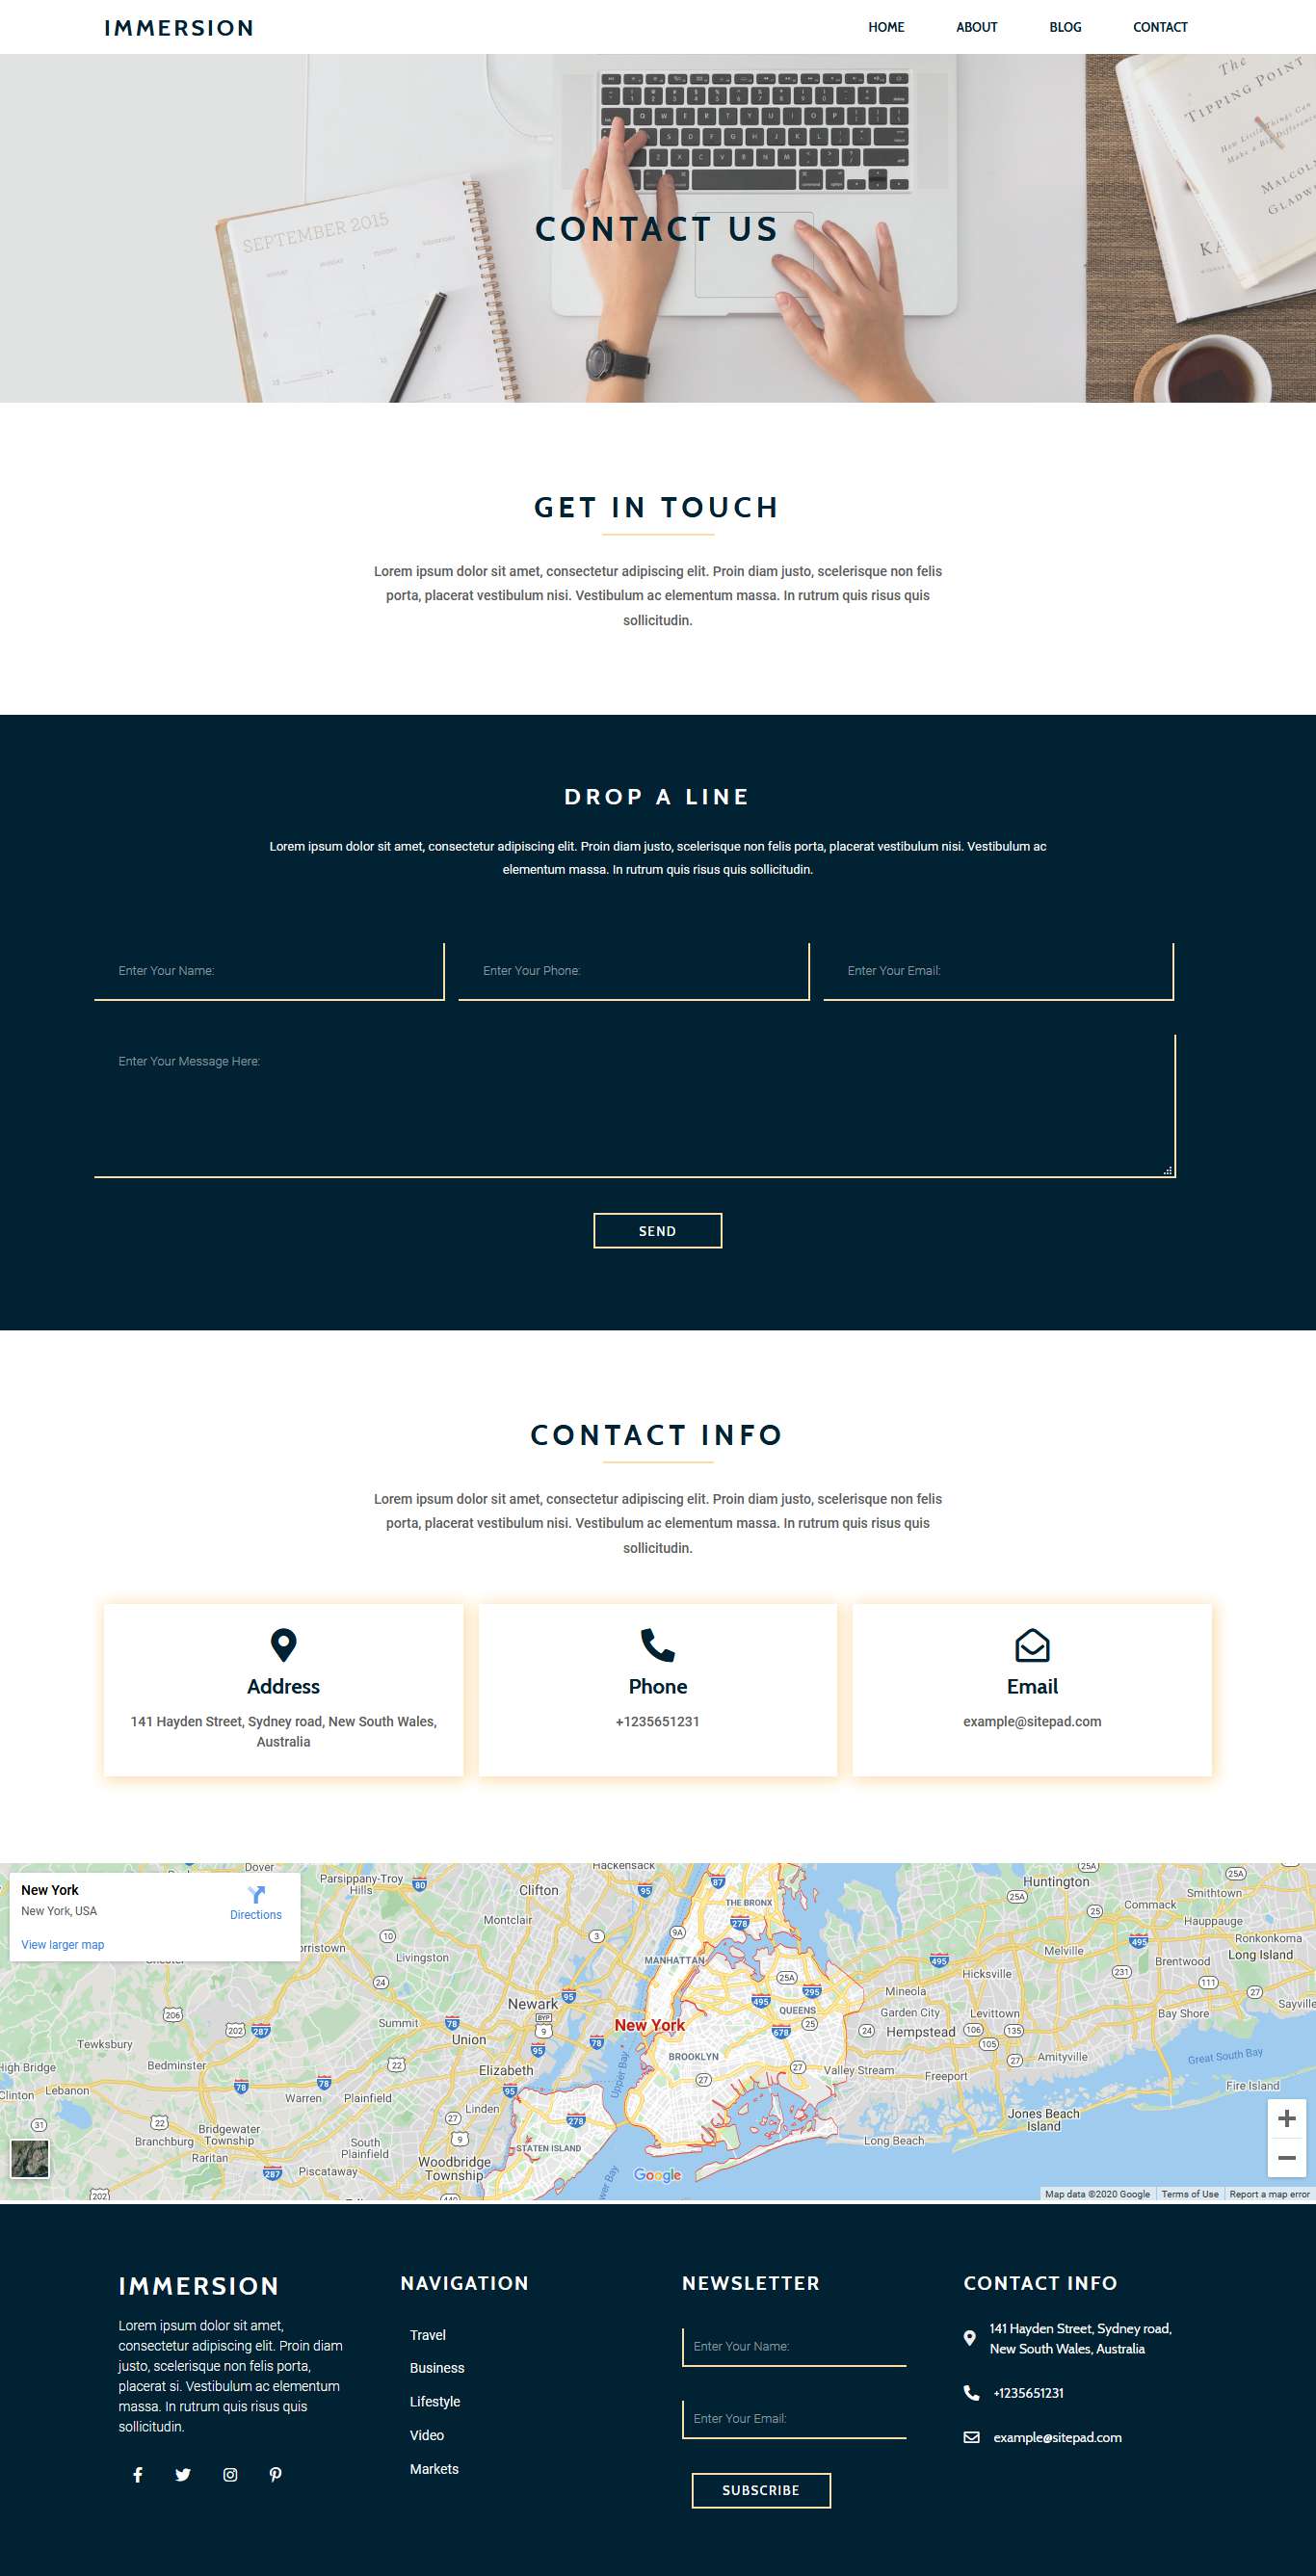 IMMERSION
HOME ABOUT BLOG CONTACT
The
TIPPING POINT
How Little Things Can
Make a Big Difference
SEPTEMBER 2015
CONTACT US
GET IN TOUCH
Lorem ipsum dolor sit amet, consectetur adipiscing elit. Proin diam justo, scelerisque non felis
porta, placerat vestibulum nisi. Vestibulum ac elementum massa. In rutrum quis risus quis
sollicitudin.
DROP A LINE
Lorem ipsum dolor sit amet, consectetur adipiscing elit. Proin diam justo, scelerisque non felis porta, placerat vestibulum nisi. Vestibulum ac
elementum massa. In rutrum quis risus quis sollicitudin.
Enter Your Name: Enter Your Phone: Enter Your Email:
Enter Your Message Here:
SEND
CONTACT INFO
Lorem ipsum dolor sit amet, consectetur adipiscing elit. Proin diam justo, scelerisque non felis
porta, placerat vestibulum nisi. Vestibulum ac elementum massa. In rutrum quis risus quis
sollicitudin.
Address
141 Hayden Street, Sydney road, New South Wales,
Australia
Phone
+1235651231
Email
example@sitepad.com
New York
New York, USA
Directions
View larger map
Dover
Parsippany-Troy
Hills
Clifton
Hackensack
THE BRONX
Huntington
Smithtown
Commack
Hauppauge
Ronkonkoma
Long Island
Montclair
Livingston
MANHATTAN
Melville
Brentwood
Hicksville
Newark
Mineola
QUEENS
Garden City
Levittown
Bay Shore
Sayville
Summit
New York
Hempstead
Tewksbury
Union
BROOKLYN
Amityville
Great South Bay
High Bridge
Bedminster
Elizabeth
Upper Bay
Valley Stream
Freeport
Fire Island
Clinton
Lebanon
Warren
Plainfield
Linden
Jones Beach
Island
Bridgewater
Township
Branchburg
Raritan
South
Plainfield
STATEN ISLAND
Long Beach
Piscataway
Woodbridge
Township
Google
Map data ©2020 Google Terms of Use Report a map error
IMMERSION
Lorem ipsum dolor sit amet,
consectetur adipiscing elit. Proin diam
justo, scelerisque non felis porta,
placerat si. Vestibulum ac elementum
massa. In rutrum quis risus quis
sollicitudin.
NAVIGATION
Travel
Business
Lifestyle
Video
Markets
NEWSLETTER
Enter Your Name:
Enter Your Email:
SUBSCRIBE
CONTACT INFO
141 Hayden Street, Sydney road,
New South Wales, Australia
+1235651231
example@sitepad.com